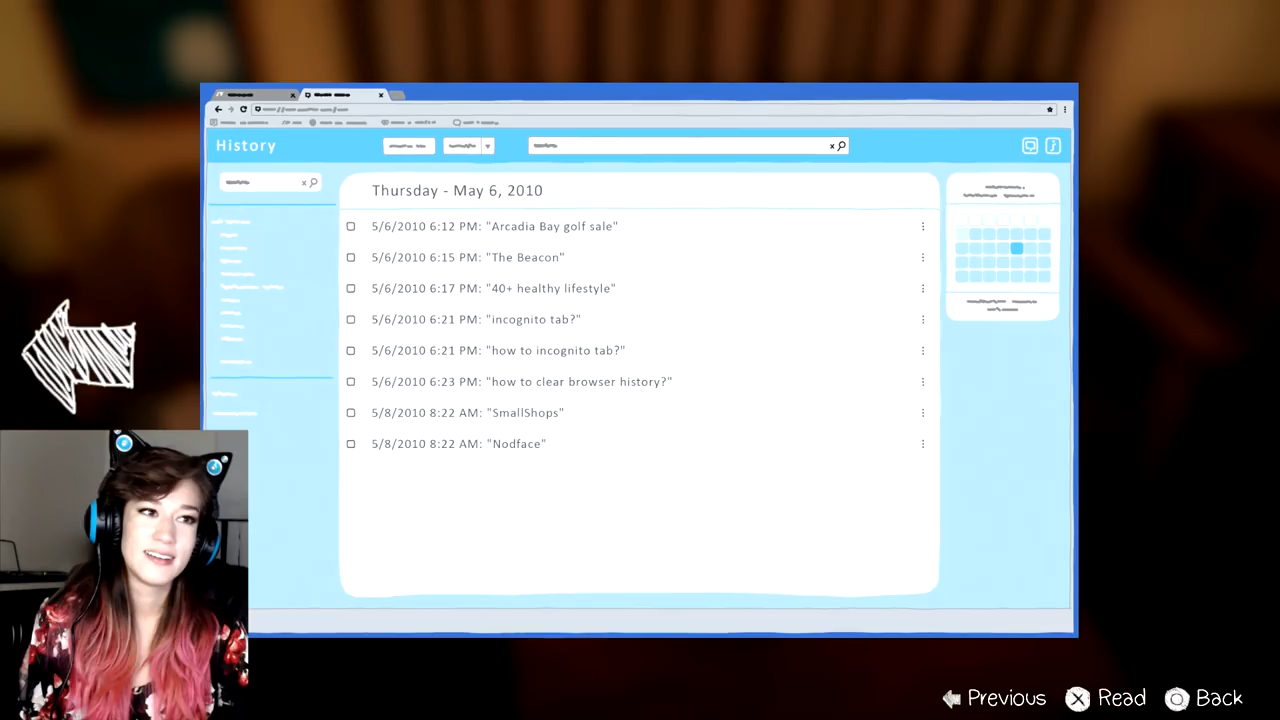 History
Thursday - May 6, 2010
5/6/2010 6:12 PM: "Arcadia Bay golf sale"
5/6/2010 6:15 PM: "The Beacon"
5/6/2010 6:17 PM: "40+ healthy lifestyle"
5/6/2010 6:21 PM: "incognito tab?"
5/6/2010 6:21 PM: "how to incognito tab?"
5/6/2010 6:23 PM: "how to clear browser history?"
5/8/2010 8:22 AM: "SmallShops"
5/8/2010 8:22 AM: "Nodface"
Previous Read Back